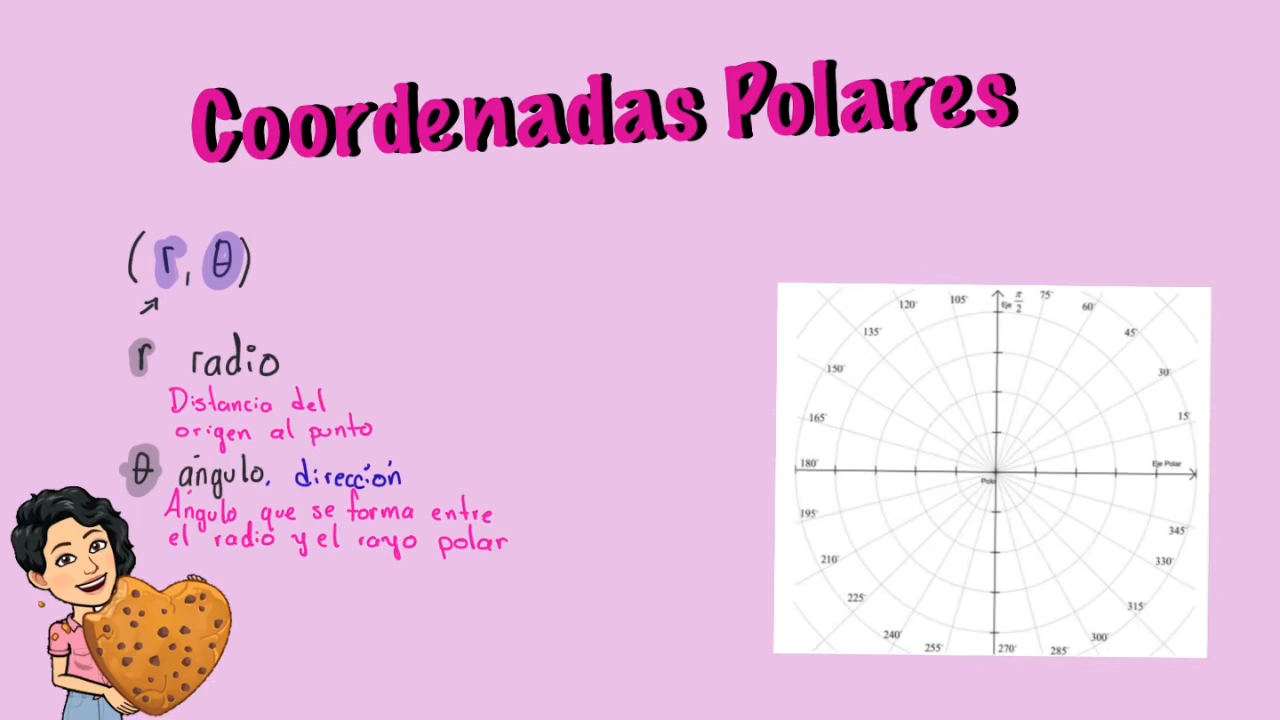 Coordenadas Polares
(r, θ)
r radio
Distancia del
origen al punto
θ ángulo, dirección
Ángulo que se forma entre
el radio y el rayo polar
Eje π/2
75°
105°
120°
60°
135°
45°
150°
30°
165°
15°
180°
Eje Polar
Polo
195°
345°
210°
330°
225°
315°
240°
300°
255°
270°
285°